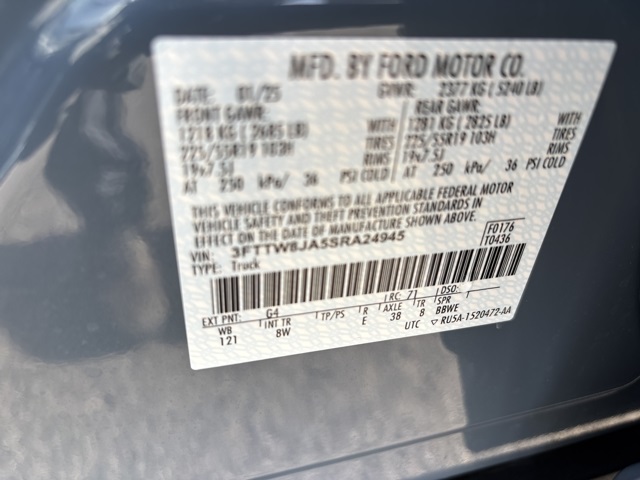 MFD. BY FORD MOTOR CO.
DATE: 01/25 GVWR: 2377 KG ( 5240 LB)
FRONT GAWR: REAR GAWR:
1218 KG ( 2685 LB) 1281 KG ( 2825 LB)
225/55R19 103H TIRES 225/55R19 103H TIRES
19x7.5J RIMS 19x7.5J RIMS
AT 250 kPa/ 36 PSI COLD AT 250 kPa/ 36 PSI COLD
THIS VEHICLE CONFORMS TO ALL APPLICABLE FEDERAL MOTOR
VEHICLE SAFETY AND THEFT PREVENTION STANDARDS IN
EFFECT ON THE DATE OF MANUFACTURE SHOWN ABOVE.
VIN: 3FTTW8JA5SRA24945 F0176
TYPE: Truck T0436
EXT PNT: G4 RC: 71 DSO:
WB INT TR TP/PS R AXLE TR SPR
121 8W E 38 8 BBWE
UTC ▽ RU5A-1520472-AA